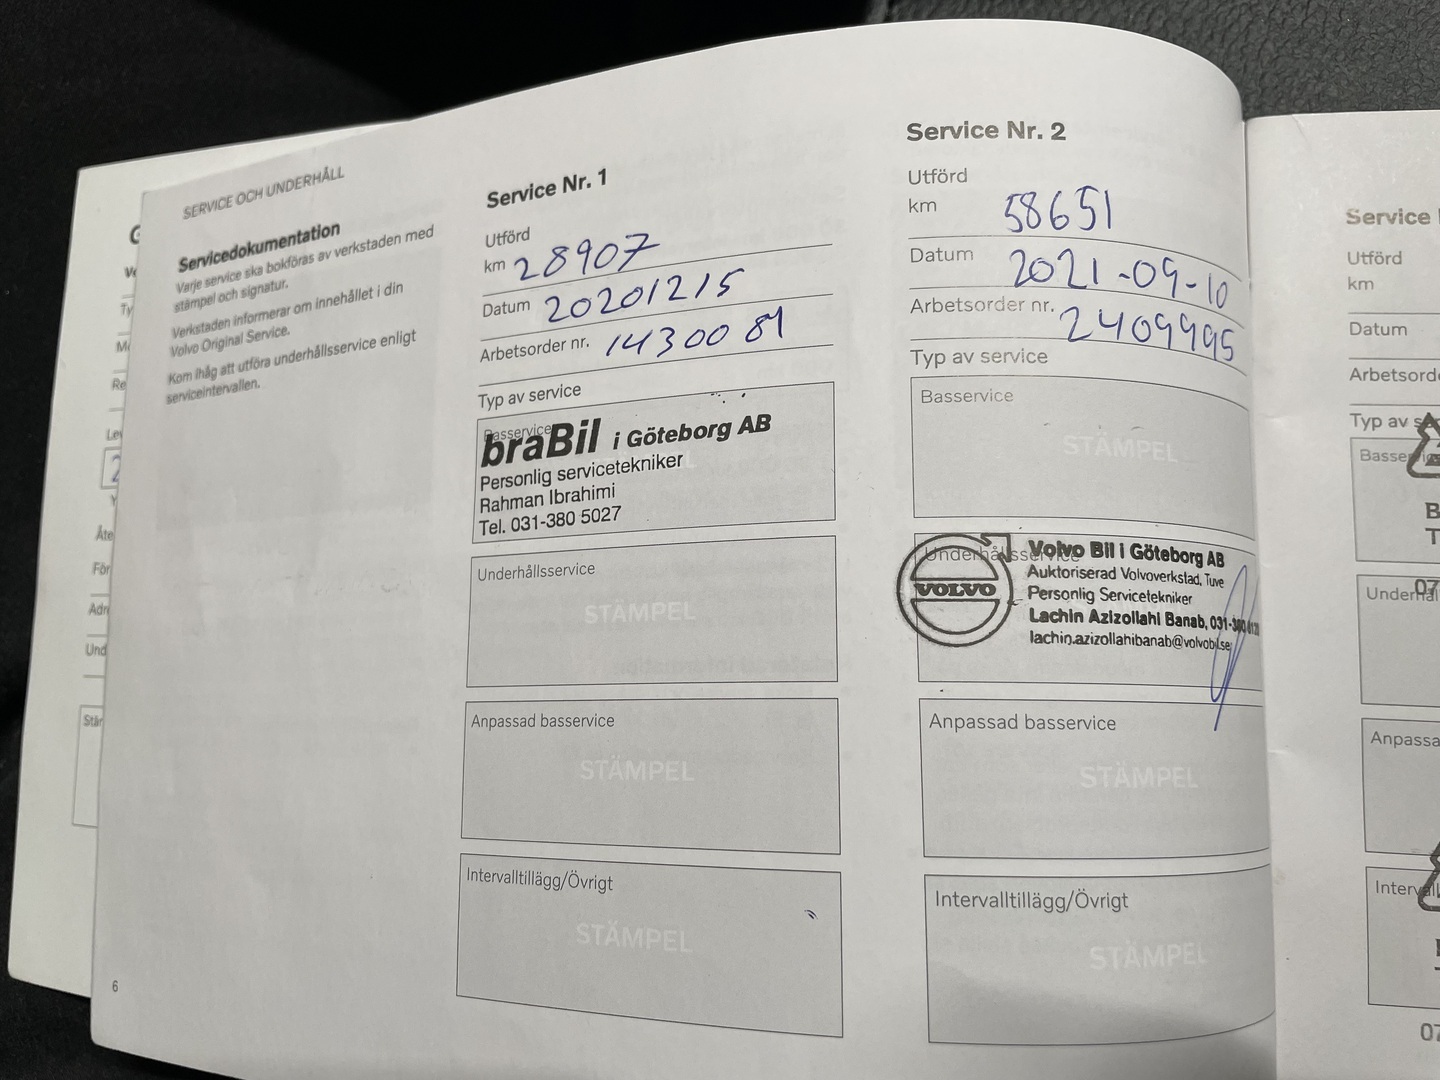 SERVICE OCH UNDERHÅLL
Servicedokumentation
Varje service ska bokföras av verkstaden med
stämpel och signatur.
Verkstaden informerar om innehållet i din
Volvo Original Service.
Kom ihåg att utföra underhållsservice enligt
serviceintervallen.
6
Service Nr. 1
Utförd
km 28907
Datum 20201215
Arbetsorder nr. 1430081
Typ av service
Basservice
braBil i Göteborg AB
Personlig servicetekniker
Rahman Ibrahimi
Tel. 031-380 5027
Underhållsservice
STÄMPEL
Anpassad basservice
STÄMPEL
Intervalltillägg/Övrigt
STÄMPEL
Service Nr. 2
Utförd
km 58651
Datum 2021-09-10
Arbetsorder nr. 2409995
Typ av service
Basservice
STÄMPEL
Underhållsservice
VOLVO
Volvo Bil i Göteborg AB
Auktoriserad Volvoverkstad, Tuve
Personlig Servicetekniker
Lachin Azizollahi Banab,
lachin.azizollahibanab@volvobil.se
Anpassad basservice
STÄMPEL
Intervalltillägg/Övrigt
STÄMPEL
Service
Utförd
km
Datum
Arbetsord
Typ av
Basse
07
Anpassa
07